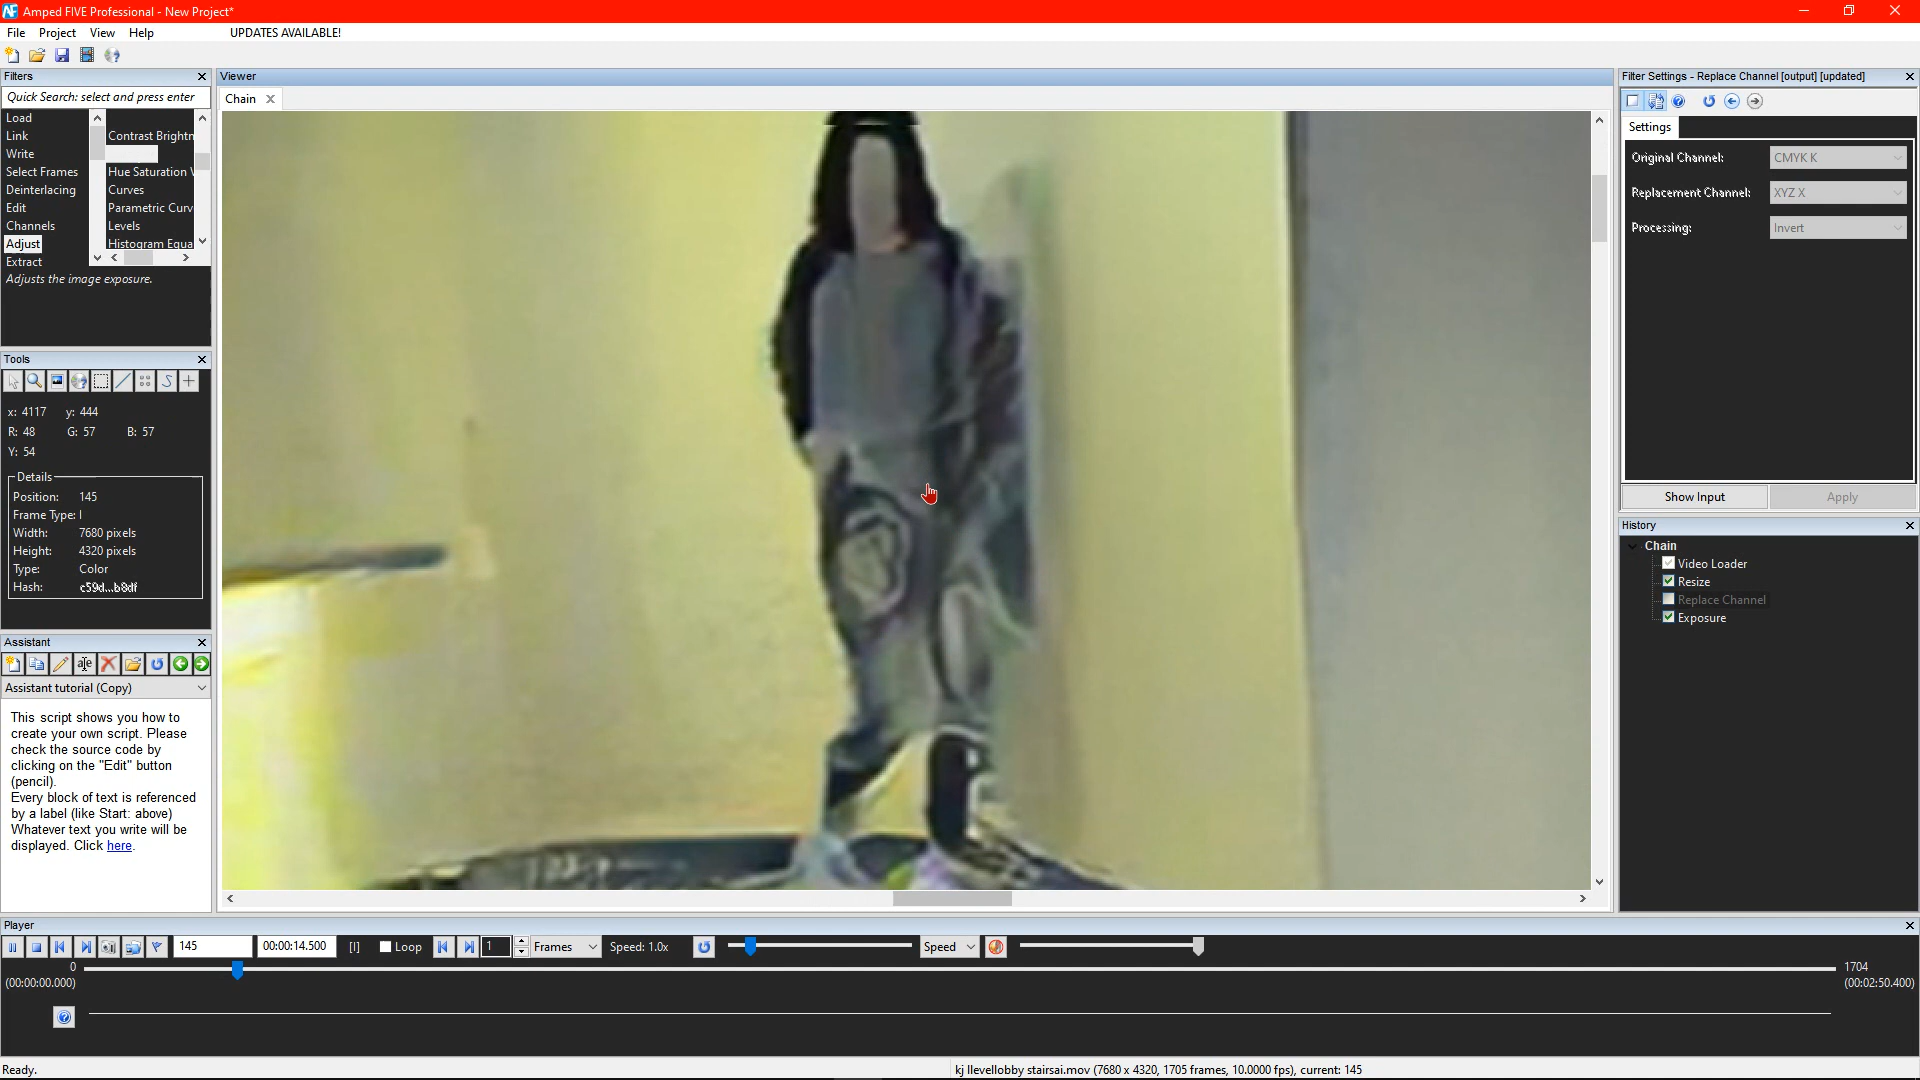 Amped FIVE Professional - New Project*
File Project View Help UPDATES AVAILABLE!
Filters
Quick Search: select and press enter
Load
Link
Write
Select Frames
Deinterlacing
Edit
Channels
Adjust
Extract
Contrast Brightn
Hue Saturation V
Curves
Parametric Curv
Levels
Histogram Equa
Adjusts the image exposure.
Tools
x: 4117 y: 444
R: 48 G: 57 B: 57
Y: 54
Details
Position: 145
Frame Type: I
Width: 7680 pixels
Height: 4320 pixels
Type: Color
Hash: c59d...b8df
Assistant
Assistant tutorial (Copy)
This script shows you how to
create your own script. Please
check the source code by
clicking on the "Edit" button
(pencil).
Every block of text is referenced
by a label (like Start: above)
Whatever text you write will be
displayed. Click here.
Viewer
Chain
Filter Settings - Replace Channel [output] [updated]
Settings
Original Channel: CMYK K
Replacement Channel: XYZ X
Processing: Invert
Show Input Apply
History
Chain
Video Loader
Resize
Replace Channel
Exposure
Player
145 00:00:14.500 [I] Loop 1 Frames Speed: 1.0x Speed
0 1704
(00:00:00.000) (00:02:50.400)
Ready. kj llevellobby stairsai.mov (7680 x 4320, 1705 frames, 10.0000 fps), current: 145